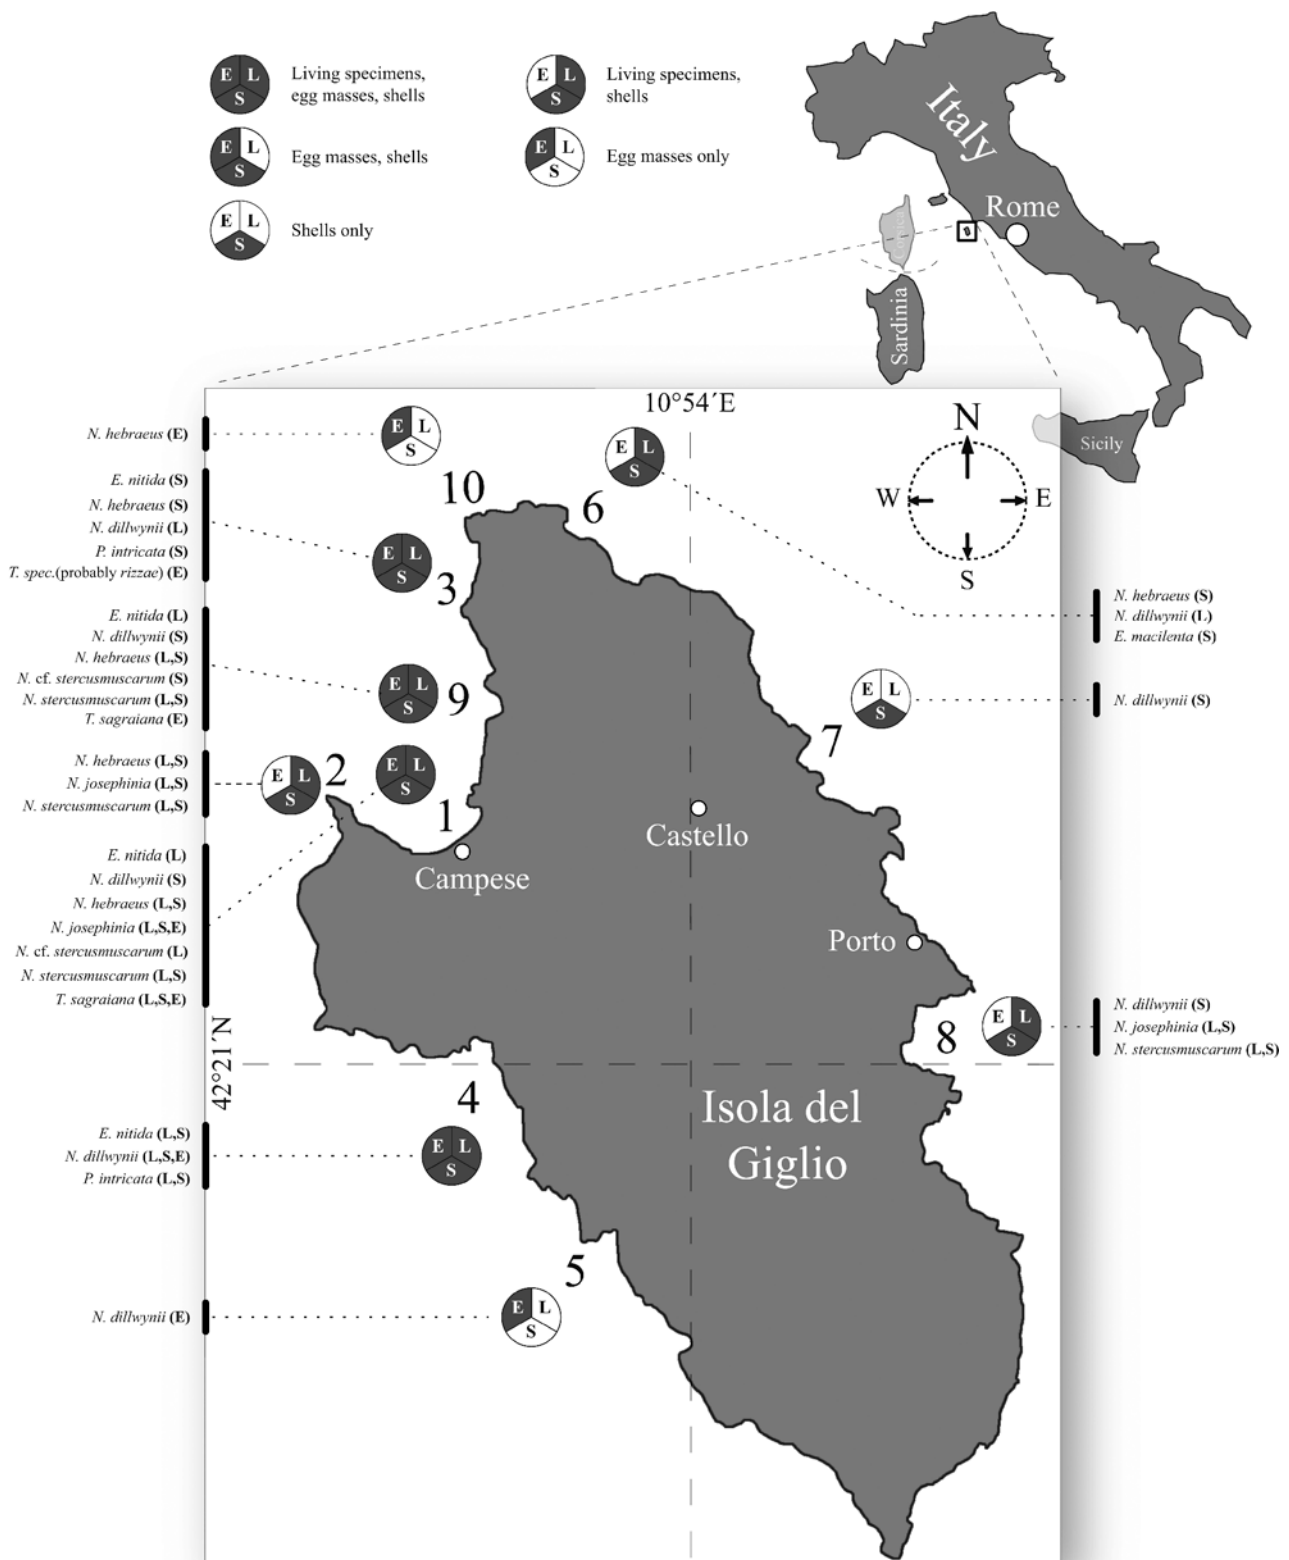 E L S
Living specimens,
egg masses, shells
E L S
Living specimens,
shells
E L S
Egg masses, shells
E L S
Egg masses only
E L S
Shells only
Italy
Rome
Corsica
Sardinia
Sicily
10°54´E
N
W E
S
42°21´N
N. hebraeus (E)
E L S
10
E. nitida (S)
N. hebraeus (S)
N. dillwynii (L)
P. intricata (S)
T. spec.(probably rizzae) (E)
E L S
3
E. nitida (L)
N. dillwynii (S)
N. hebraeus (L,S)
N. cf. stercusmuscarum (S)
N. stercusmuscarum (L,S)
T. sagraiana (E)
E L S
9
N. hebraeus (L,S)
N. josephinia (L,S)
N. stercusmuscarum (L,S)
E L S
2
E. nitida (L)
N. dillwynii (S)
N. hebraeus (L,S)
N. josephinia (L,S,E)
N. cf. stercusmuscarum (L)
N. stercusmuscarum (L,S)
T. sagraiana (L,S,E)
E L S
1
E. nitida (L,S)
N. dillwynii (L,S,E)
P. intricata (L,S)
E L S
4
N. dillwynii (E)
E L S
5
E L S
6
N. hebraeus (S)
N. dillwynii (L)
E. macilenta (S)
E L S
7
N. dillwynii (S)
E L S
8
N. dillwynii (S)
N. josephinia (L,S)
N. stercusmuscarum (L,S)
Castello
Campese
Porto
Isola del
Giglio